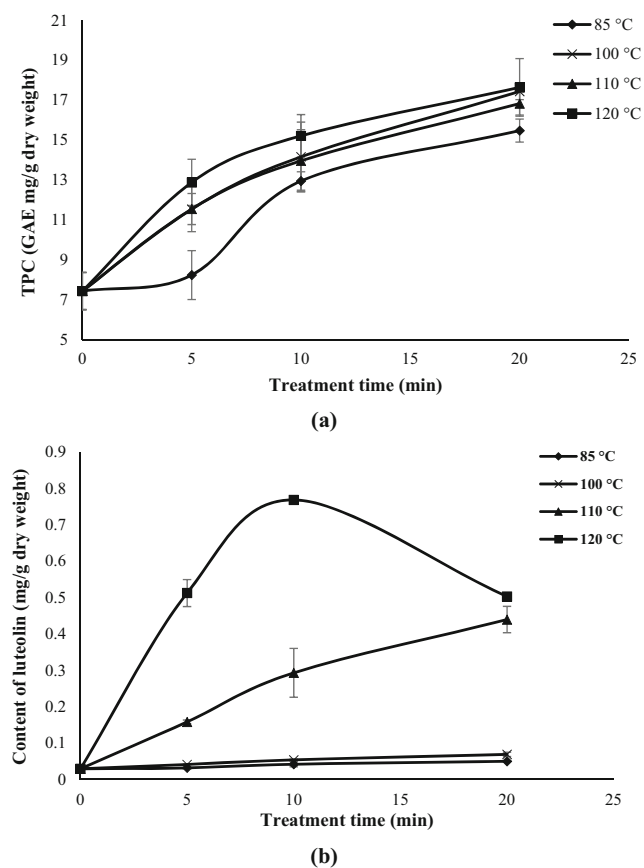 21
19
17
15
13
11
9
7
5
0
5
10
15
20
TPC (GAE mg/g dry weight)
Treatment time (min)
85 °C
100 °C
110 °C
120 °C
(a)
0.9
0.8
0.7
0.6
0.5
0.4
0.3
0.2
0.1
0
0
5
10
15
20
Content of luteolin (mg/g dry weight)
Treatment time (min)
85 °C
100 °C
110 °C
120 °C
(b)